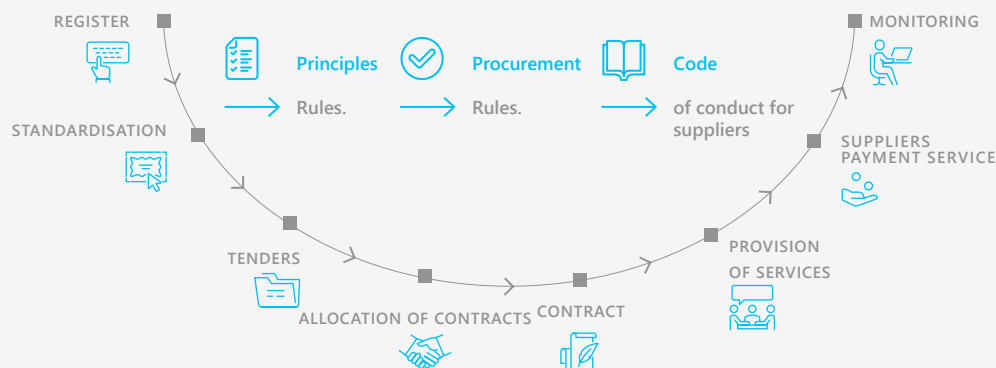 REGISTER
MONITORING
Principles
Rules.
Procurement
Rules.
Code
of conduct for
suppliers
STANDARDISATION
SUPPLIERS
PAYMENT SERVICE
TENDERS
PROVISION
OF SERVICES
ALLOCATION OF CONTRACTS
CONTRACT